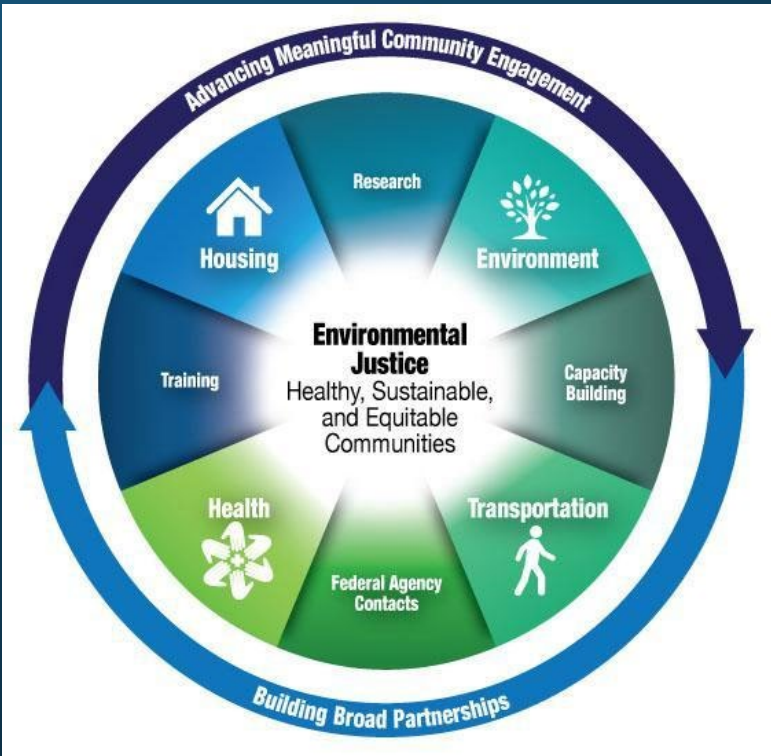 Advancing Meaningful Community Engagement
Research
Housing
Environment
Training
Environmental
Justice
Healthy, Sustainable,
and Equitable
Communities
Capacity
Building
Health
Transportation
Federal Agency
Contacts
Building Broad Partnerships